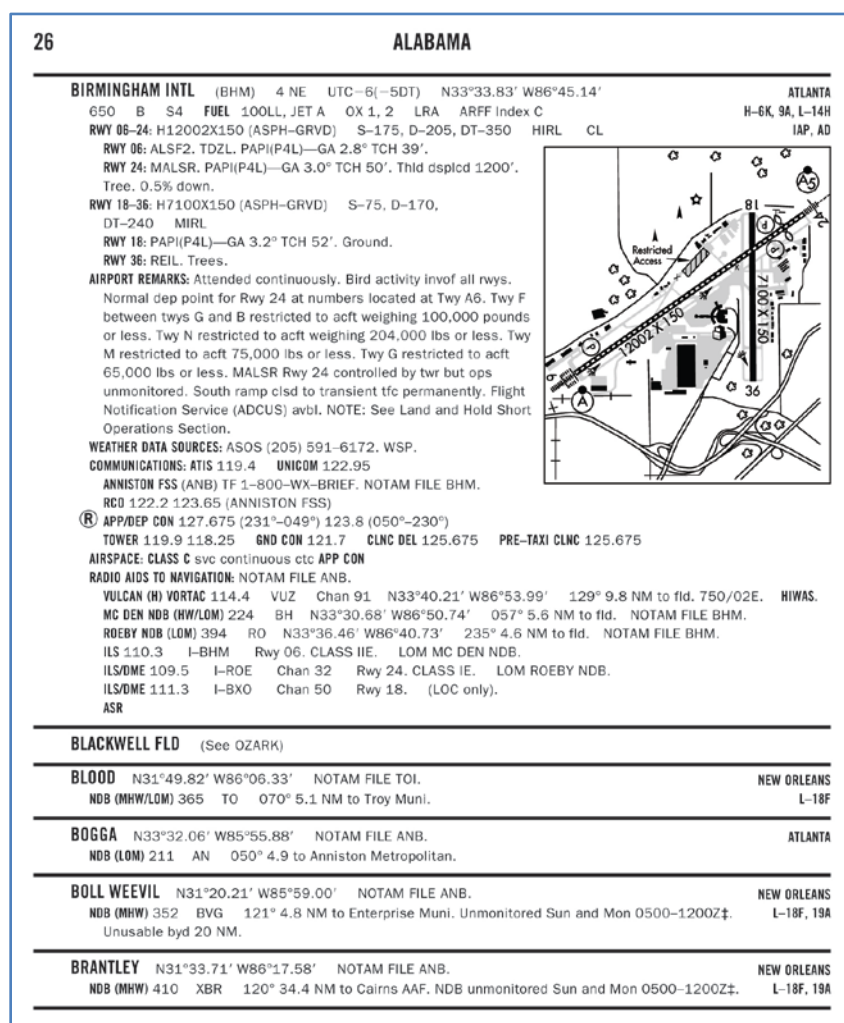 26
ALABAMA
BIRMINGHAM INTL (BHM) 4 NE UTC–6(–5DT) N33°33.83′ W86°45.14′ ATLANTA
650 B S4 FUEL 100LL, JET A OX 1, 2 LRA ARFF Index C H–6K, 9A, L–14H
RWY 06–24: H12002X150 (ASPH–GRVD) S–175, D–205, DT–350 HIRL CL IAP, AD
RWY 06: ALSF2. TDZL. PAPI(P4L)—GA 2.8° TCH 39′.
RWY 24: MALSR. PAPI(P4L)—GA 3.0° TCH 50′. Thld dsplcd 1200′.
Tree. 0.5% down.
RWY 18–36: H7100X150 (ASPH–GRVD) S–75, D–170,
DT–240 MIRL
RWY 18: PAPI(P4L)—GA 3.2° TCH 52′. Ground.
RWY 36: REIL. Trees.
AIRPORT REMARKS: Attended continuously. Bird activity invof all rwys.
Normal dep point for Rwy 24 at numbers located at Twy A6. Twy F
between twys G and B restricted to acft weighing 100,000 pounds
or less. Twy N restricted to acft weighing 204,000 lbs or less. Twy
M restricted to acft 75,000 lbs or less. Twy G restricted to acft
65,000 lbs or less. MALSR Rwy 24 controlled by twr but ops
unmonitored. South ramp clsd to transient tfc permanently. Flight
Notification Service (ADCUS) avbl. NOTE: See Land and Hold Short
Operations Section.
A5
18
24
P
P
Restricted
Access
7100 X 150
12002 X 150
P
6
36
A
WEATHER DATA SOURCES: ASOS (205) 591–6172. WSP.
COMMUNICATIONS: ATIS 119.4 UNICOM 122.95
ANNISTON FSS (ANB) TF 1–800–WX–BRIEF. NOTAM FILE BHM.
RCO 122.2 123.65 (ANNISTON FSS)
Ⓡ APP/DEP CON 127.675 (231°–049°) 123.8 (050°–230°)
TOWER 119.9 118.25 GND CON 121.7 CLNC DEL 125.675 PRE–TAXI CLNC 125.675
AIRSPACE: CLASS C svc continuous ctc APP CON
RADIO AIDS TO NAVIGATION: NOTAM FILE ANB.
VULCAN (H) VORTAC 114.4 VUZ Chan 91 N33°40.21′ W86°53.99′ 129° 9.8 NM to fld. 750/02E. HIWAS.
MC DEN NDB (HW/LOM) 224 BH N33°30.68′ W86°50.74′ 057° 5.6 NM to fld. NOTAM FILE BHM.
ROEBY NDB (LOM) 394 RO N33°36.46′ W86°40.73′ 235° 4.6 NM to fld. NOTAM FILE BHM.
ILS 110.3 I–BHM Rwy 06. CLASS IIE. LOM MC DEN NDB.
ILS/DME 109.5 I–ROE Chan 32 Rwy 24. CLASS IE. LOM ROEBY NDB.
ILS/DME 111.3 I–BXO Chan 50 Rwy 18. (LOC only).
ASR
BLACKWELL FLD (See OZARK)
BLOOD N31°49.82′ W86°06.33′ NOTAM FILE TOI. NEW ORLEANS
NDB (MHW/LOM) 365 TO 070° 5.1 NM to Troy Muni. L–18F
BOGGA N33°32.06′ W85°55.88′ NOTAM FILE ANB. ATLANTA
NDB (LOM) 211 AN 050° 4.9 to Anniston Metropolitan.
BOLL WEEVIL N31°20.21′ W85°59.00′ NOTAM FILE ANB. NEW ORLEANS
NDB (MHW) 352 BVG 121° 4.8 NM to Enterprise Muni. Unmonitored Sun and Mon 0500–1200Z‡. L–18F, 19A
Unusable byd 20 NM.
BRANTLEY N31°33.71′ W86°17.58′ NOTAM FILE ANB. NEW ORLEANS
NDB (MHW) 410 XBR 120° 34.4 NM to Cairns AAF. NDB unmonitored Sun and Mon 0500–1200Z‡. L–18F, 19A